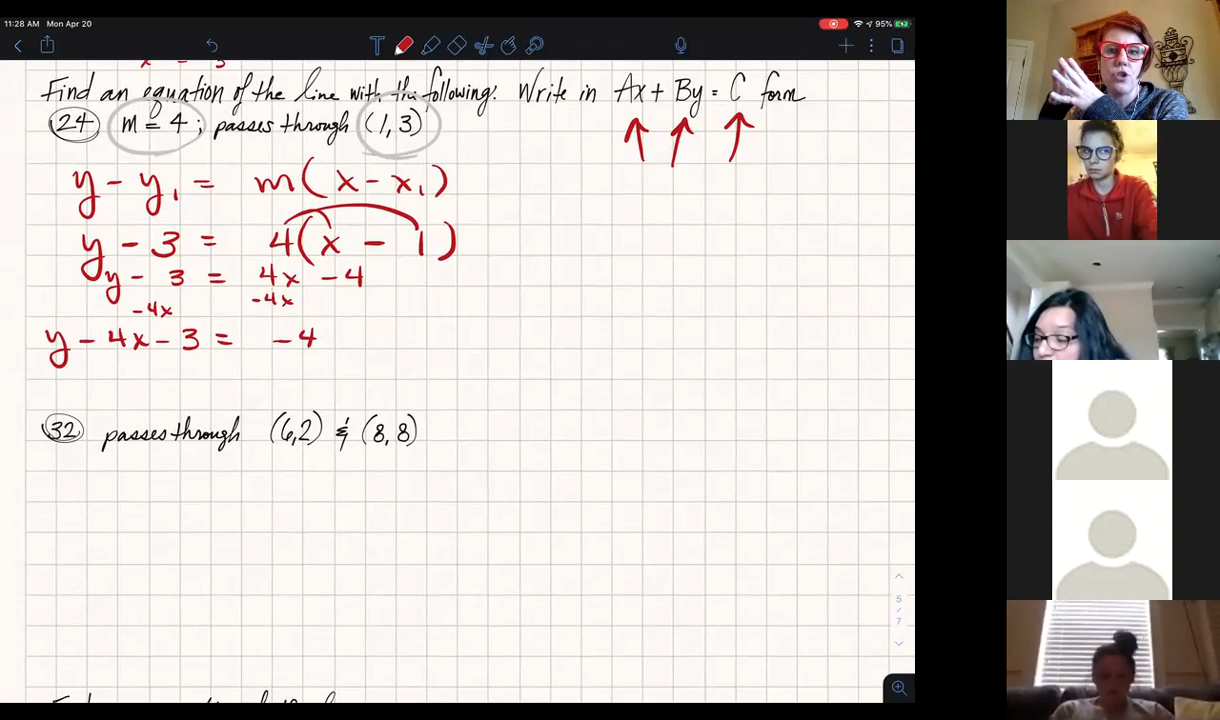 11:28 AM Mon Apr 20
95%
Find an equation of the line with the following: Write in Ax + By = C form
24 m = 4 ; passes through (1, 3)
y - y₁ = m(x - x₁)
y - 3 = 4(x - 1)
y - 3 = 4x - 4
-4x -4x
y - 4x - 3 = -4
32 passes through (6,2) & (8, 8)
5
/
7